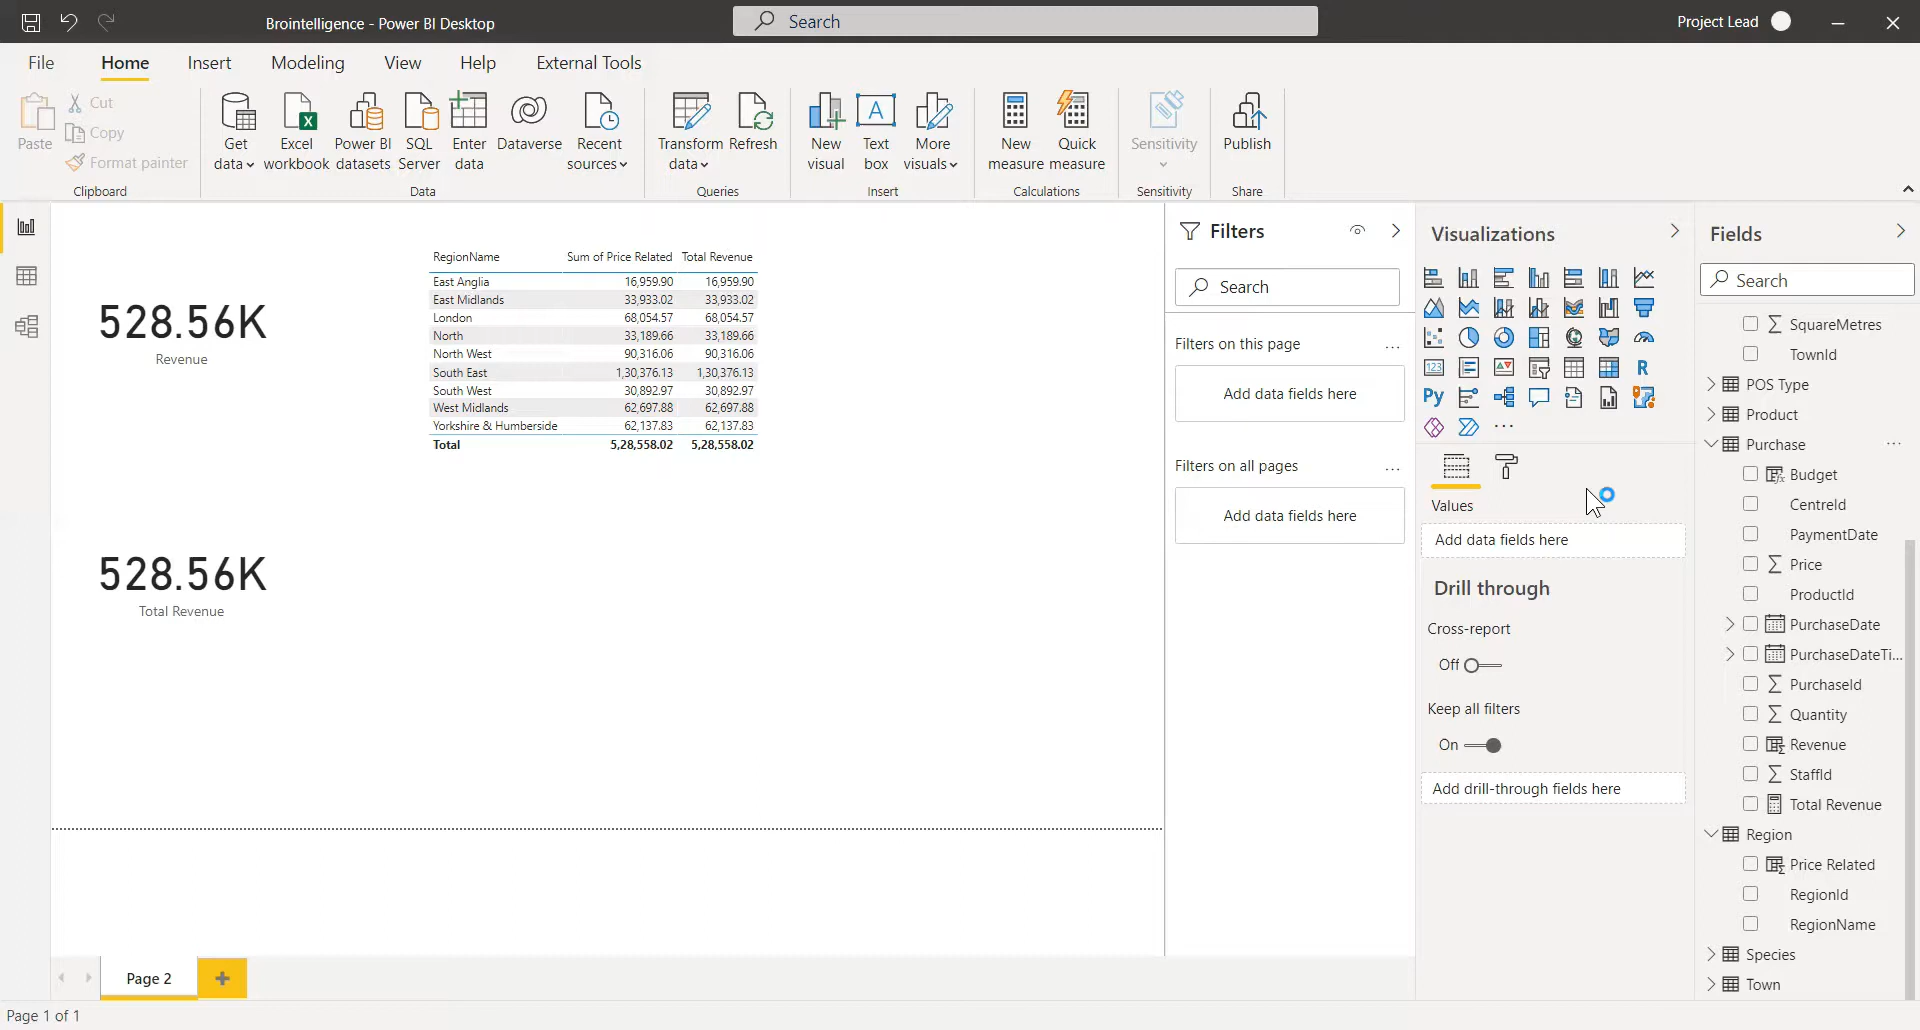 Brointelligence - Power BI Desktop
Search
Project Lead
File Home Insert Modeling View Help External Tools
Paste
Cut
Copy
Format painter
Clipboard
Get data
Excel workbook
Power BI datasets
SQL Server
Enter data
Dataverse
Recent sources
Data
Transform data
Refresh
Queries
New visual
Text box
More visuals
Insert
New measure
Quick measure
Calculations
Sensitivity
Sensitivity
Publish
Share
528.56K
Revenue
528.56K
Total Revenue
RegionName Sum of Price Related Total Revenue
East Anglia 16,959.90 16,959.90
East Midlands 33,933.02 33,933.02
London 68,054.57 68,054.57
North 33,189.66 33,189.66
North West 90,316.06 90,316.06
South East 1,30,376.13 1,30,376.13
South West 30,892.97 30,892.97
West Midlands 62,697.88 62,697.88
Yorkshire & Humberside 62,137.83 62,137.83
Total 5,28,558.02 5,28,558.02
Filters
Search
Filters on this page
...
Add data fields here
Filters on all pages
...
Add data fields here
Visualizations
123
R
Py
...
Values
Add data fields here
Drill through
Cross-report
Off
Keep all filters
On
Add drill-through fields here
Fields
Search
SquareMetres
TownId
POS Type
Product
Purchase ...
Budget
CentreId
PaymentDate
Price
ProductId
PurchaseDate
PurchaseDateTi...
PurchaseId
Quantity
Revenue
StaffId
Total Revenue
Region
Price Related
RegionId
RegionName
Species
Town
Page 2
+
Page 1 of 1